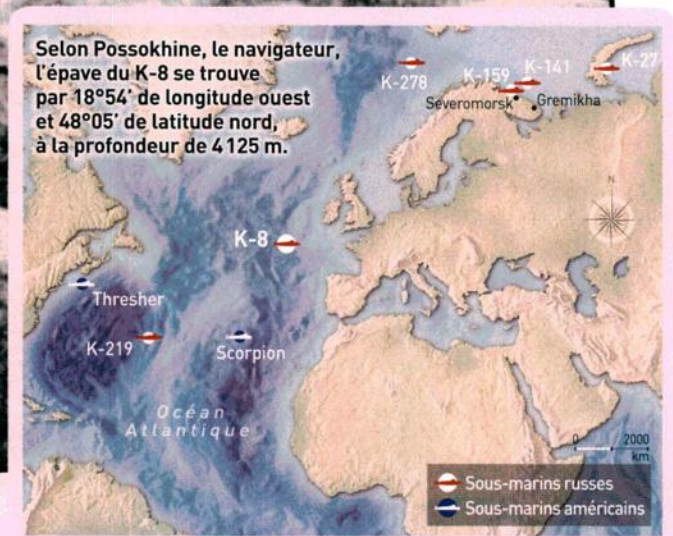 Selon Possokhine, le navigateur,
l'épave du K-8 se trouve
par 18°54' de longitude ouest
et 48°05' de latitude nord,
à la profondeur de 4125 m.
K-278
K-159
K-141
K-27
Severomorsk
Gremikha
N
K-8
Thresher
K-219
Scorpion
Océan
Atlantique
0 2000
km
Sous-marins russes
Sous-marins américains